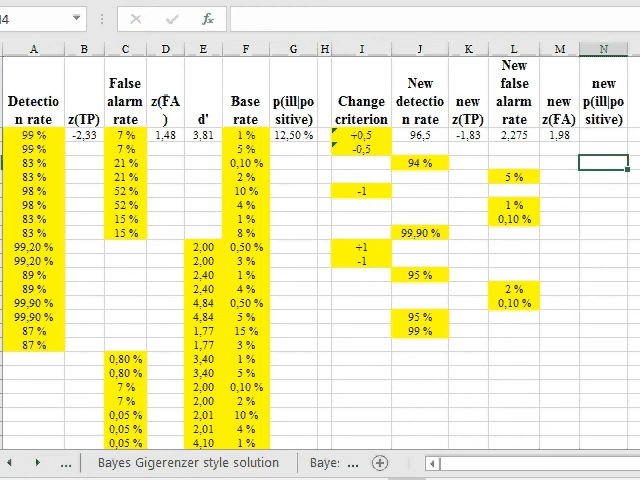 I4 fx
A B C D E F G H I J K L M N
Detectio n rate z(TP) False alarm rate z(FA ) d' Base rate p(ill|po sitive) Change criterion New detectio n rate new z(TP) New false alarm rate new z(FA) new p(ill|po sitive)
99 % -2,33 7 % 1,48 3,81 1 % 12,50 % +0,5 96,5 -1,83 2,275 1,98
99 % 7 % 5 % -0,5
83 % 21 % 0,10 % 94 %
83 % 21 % 2 % 5 %
98 % 52 % 10 % -1
98 % 52 % 4 % 1 %
83 % 15 % 1 % 0,10 %
83 % 15 % 8 % 99,90 %
99,20 % 2,00 0,50 % +1
99,20 % 2,00 3 % -1
89 % 2,40 1 % 95 %
89 % 2,40 4 % 2 %
99,90 % 4,84 0,50 % 0,10 %
99,90 % 4,84 5 % 95 %
87 % 1,77 15 % 99 %
87 % 1,77 3 %
0,80 % 3,40 1 %
0,80 % 3,40 5 %
7 % 2,00 0,10 %
7 % 2,00 2 %
0,05 % 2,01 10 %
0,05 % 2,01 4 %
0,05 % 4,10 1 %
... Bayes Gigerenzer style solution Baye: ...